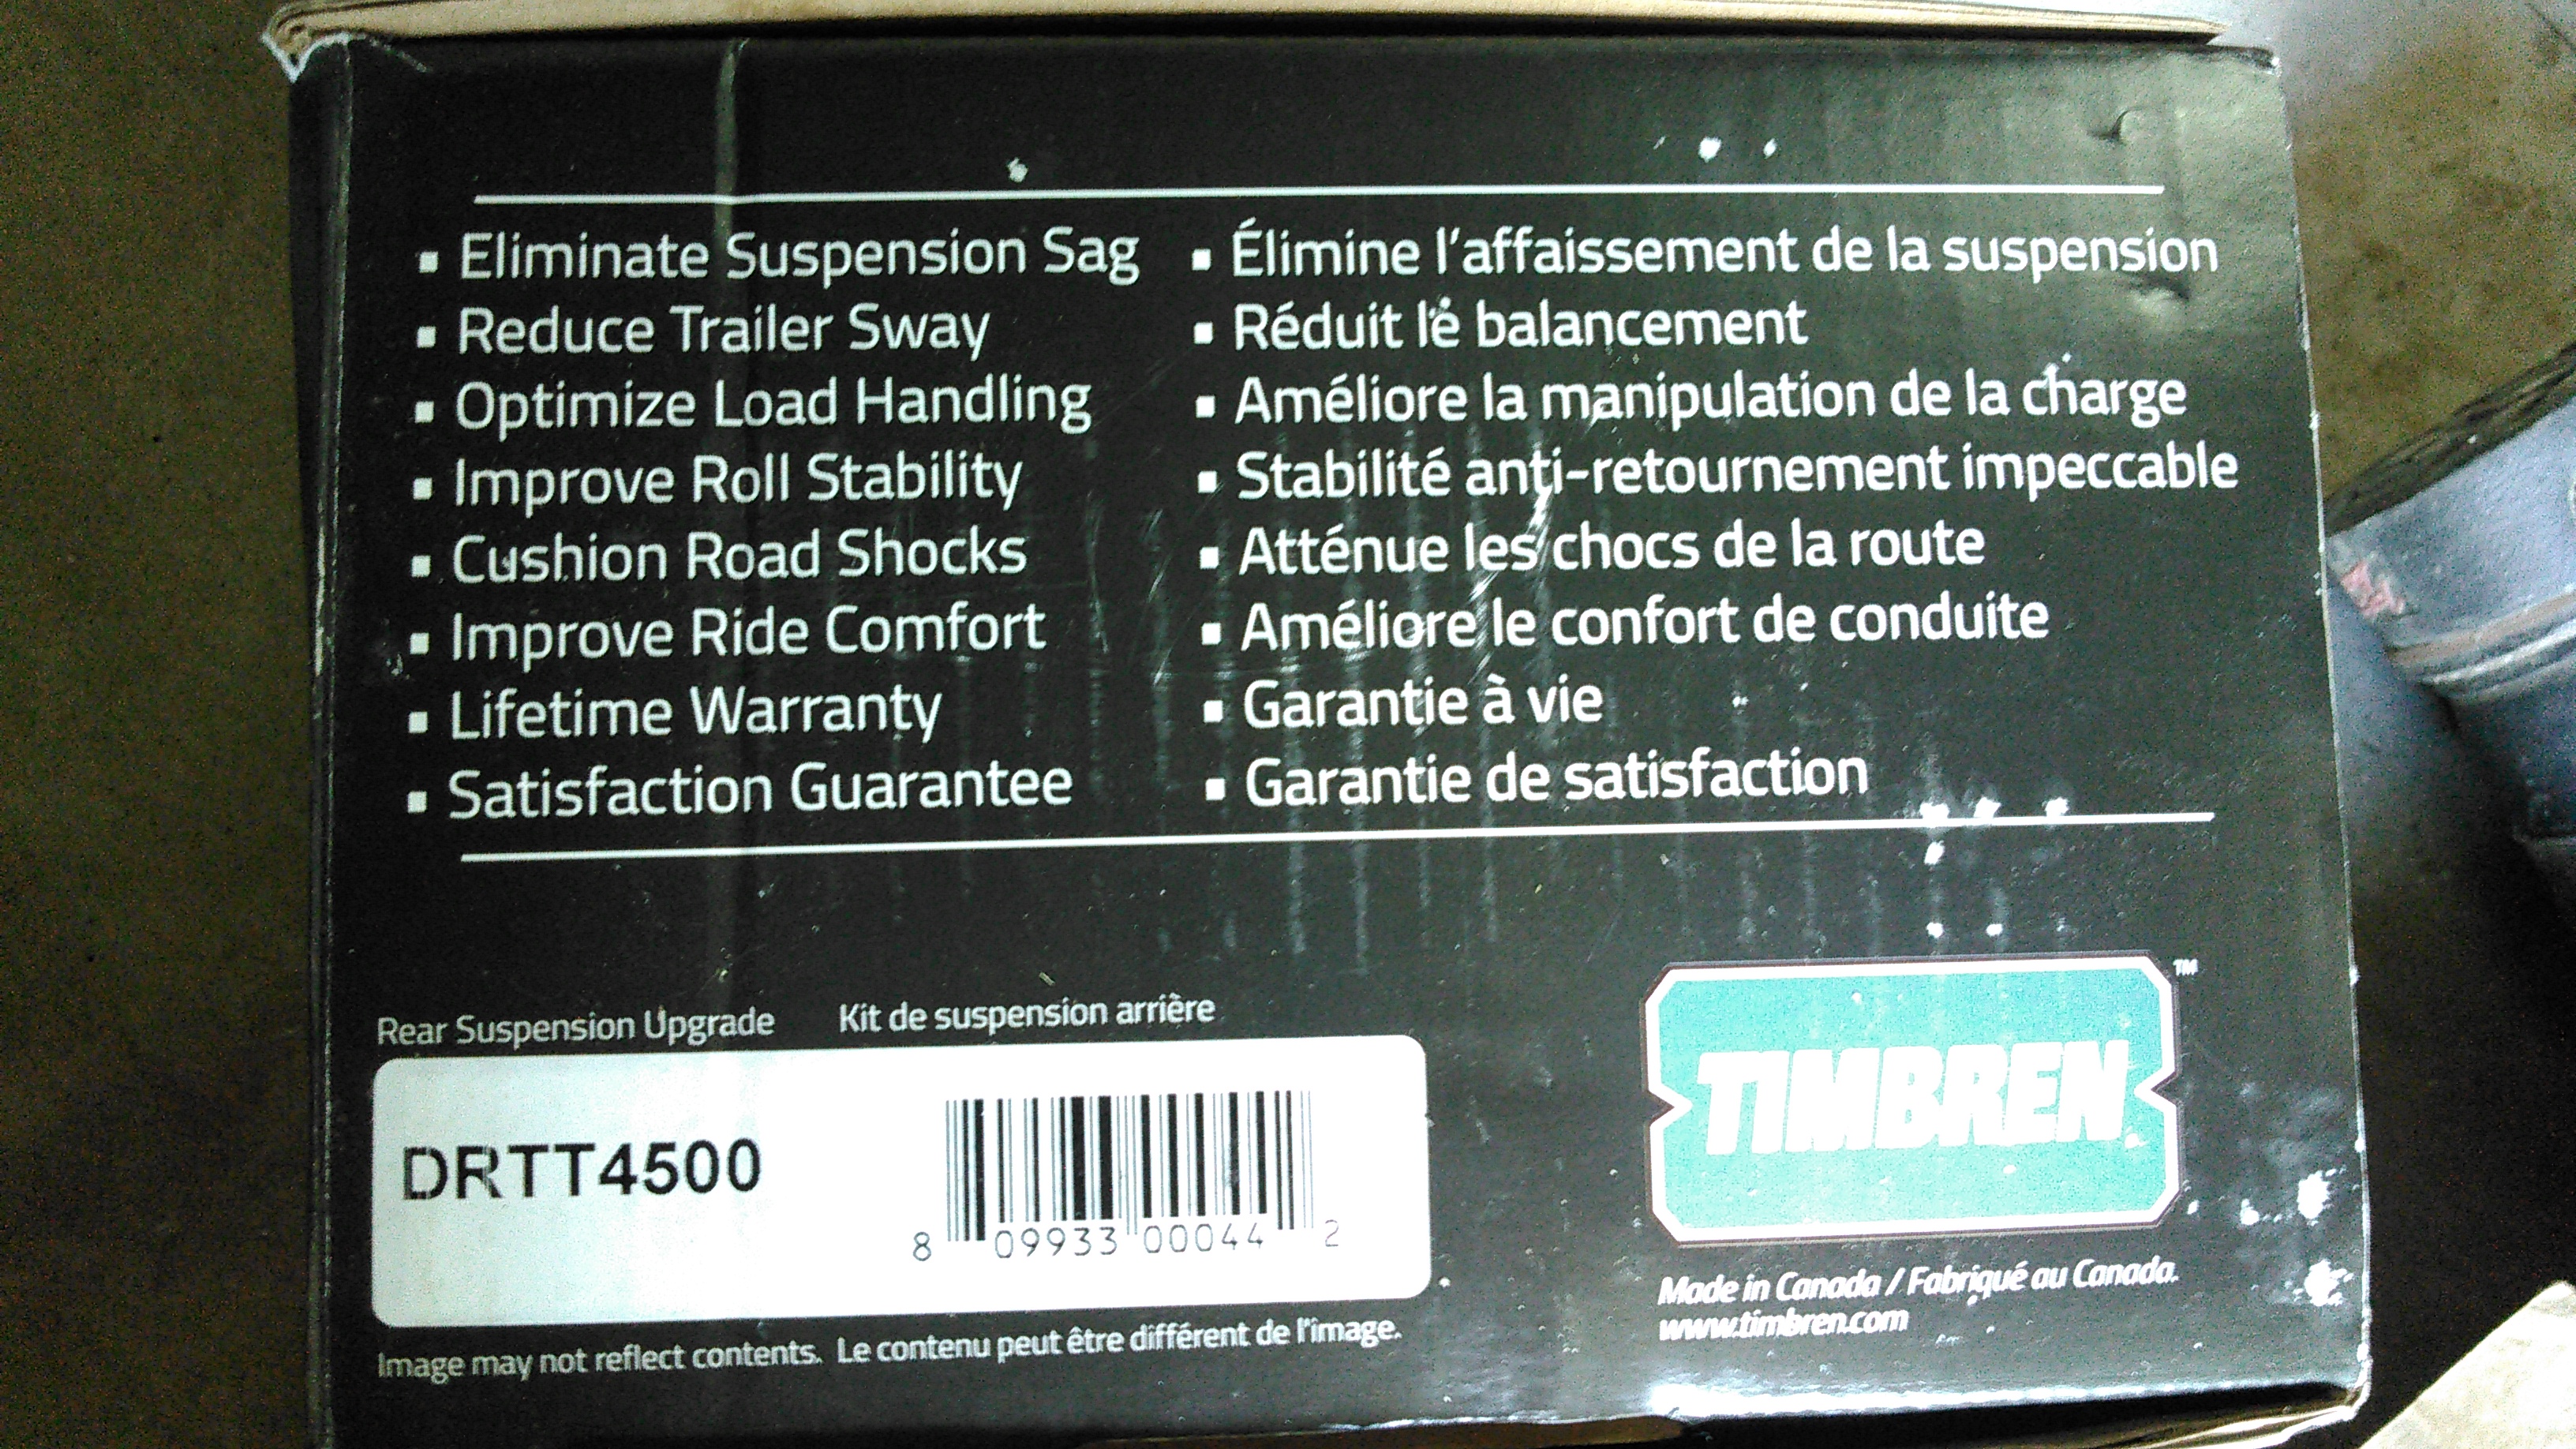 ▪ Eliminate Suspension Sag
▪ Reduce Trailer Sway
▪ Optimize Load Handling
▪ Improve Roll Stability
▪ Cushion Road Shocks
▪ Improve Ride Comfort
▪ Lifetime Warranty
▪ Satisfaction Guarantee
▪ Élimine l'affaissement de la suspension
▪ Réduit le balancement
▪ Améliore la manipulation de la charge
▪ Stabilité anti-retournement impeccable
▪ Atténue les chocs de la route
▪ Améliore le confort de conduite
▪ Garantie à vie
▪ Garantie de satisfaction
Rear Suspension Upgrade
Kit de suspension arrière
DRTT4500
8 09933 00044 2
Image may not reflect contents. Le contenu peut être différent de l'image.
TIMBREN ™
Made in Canada / Fabriqué au Canada.
www.timbren.com